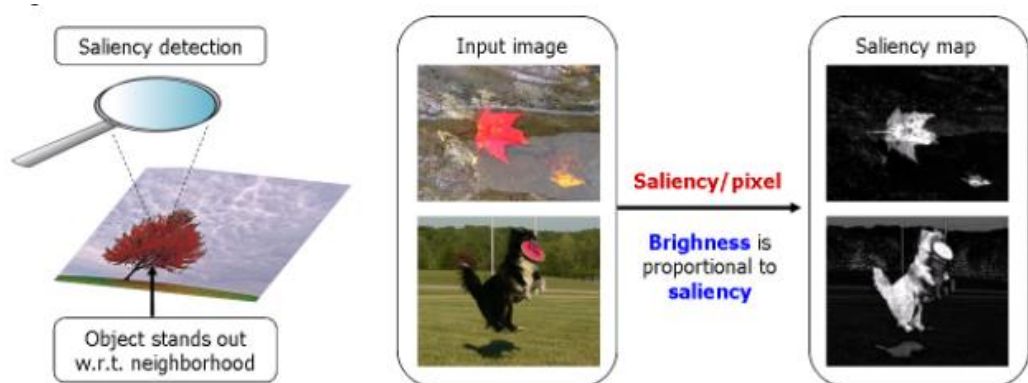 Saliency detection
Object stands out
w.r.t. neighborhood
Input image
Saliency/pixel
Brighness is
proportional to
saliency
Saliency map